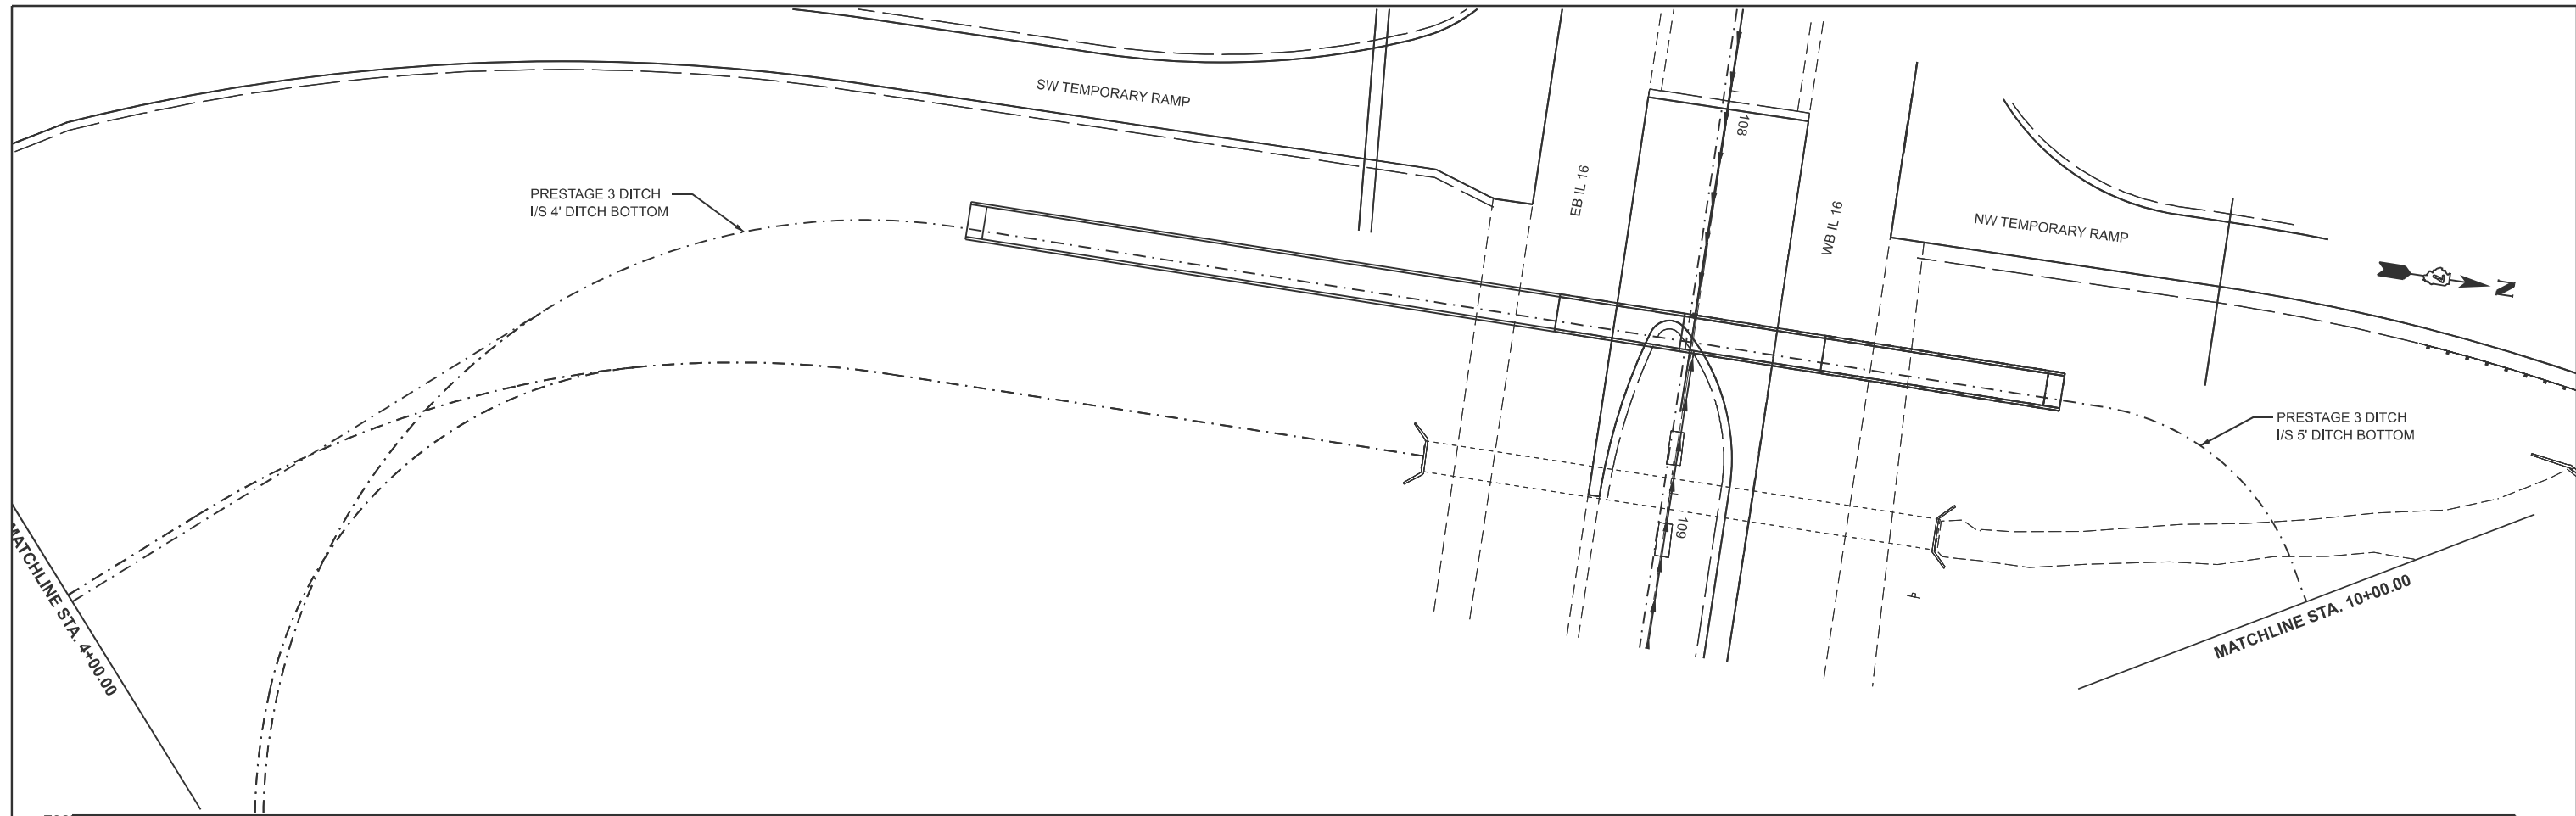 SW TEMPORARY RAMP
108
EB IL 16
PRESTAGE 3 DITCH
I/S 4' DITCH BOTTOM
WB IL 16
NW TEMPORARY RAMP
N
PRESTAGE 3 DITCH
I/S 5' DITCH BOTTOM
109
P
MATCHLINE STA. 4+00.00
MATCHLINE STA. 10+00.00